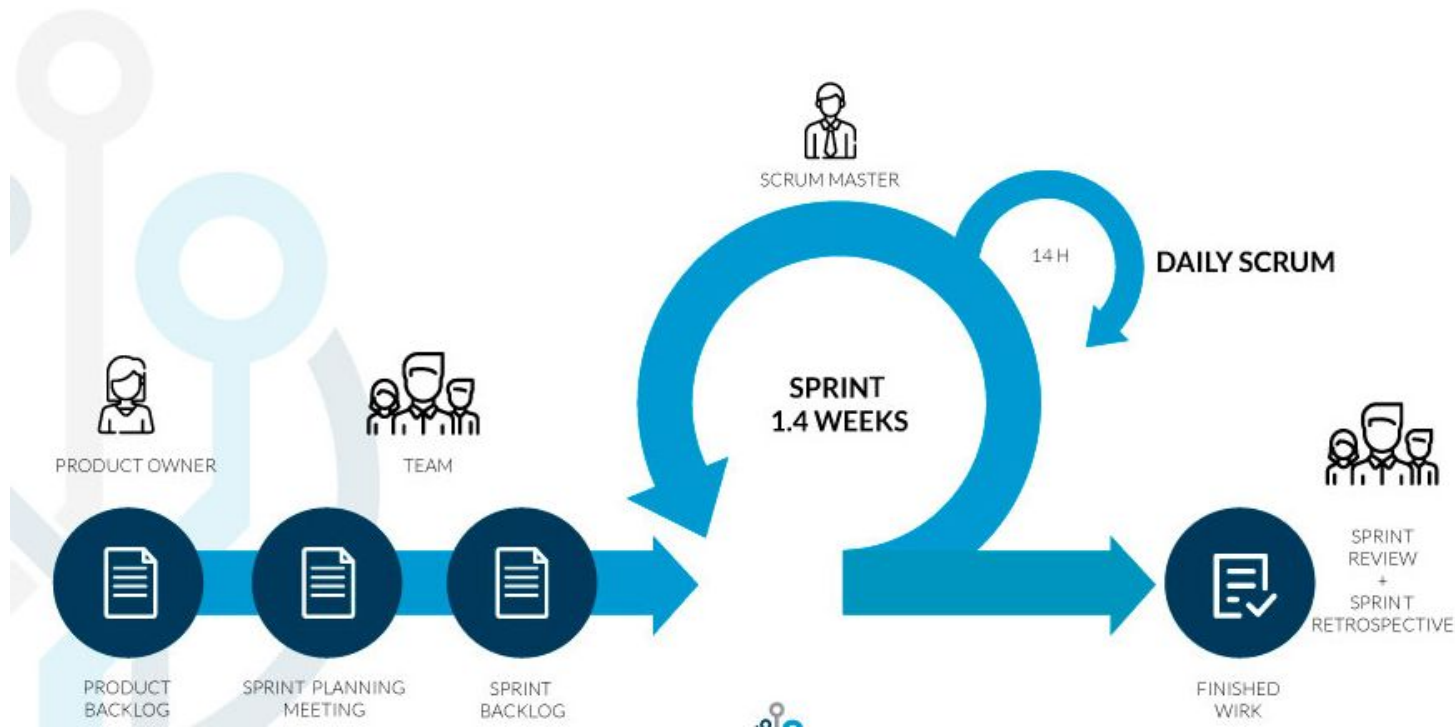 SCRUM MASTER
14 H
DAILY SCRUM
SPRINT
1.4 WEEKS
PRODUCT OWNER
TEAM
PRODUCT
BACKLOG
SPRINT PLANNING
MEETING
SPRINT
BACKLOG
FINISHED
WIRK
SPRINT
REVIEW
+
SPRINT
RETROSPECTIVE